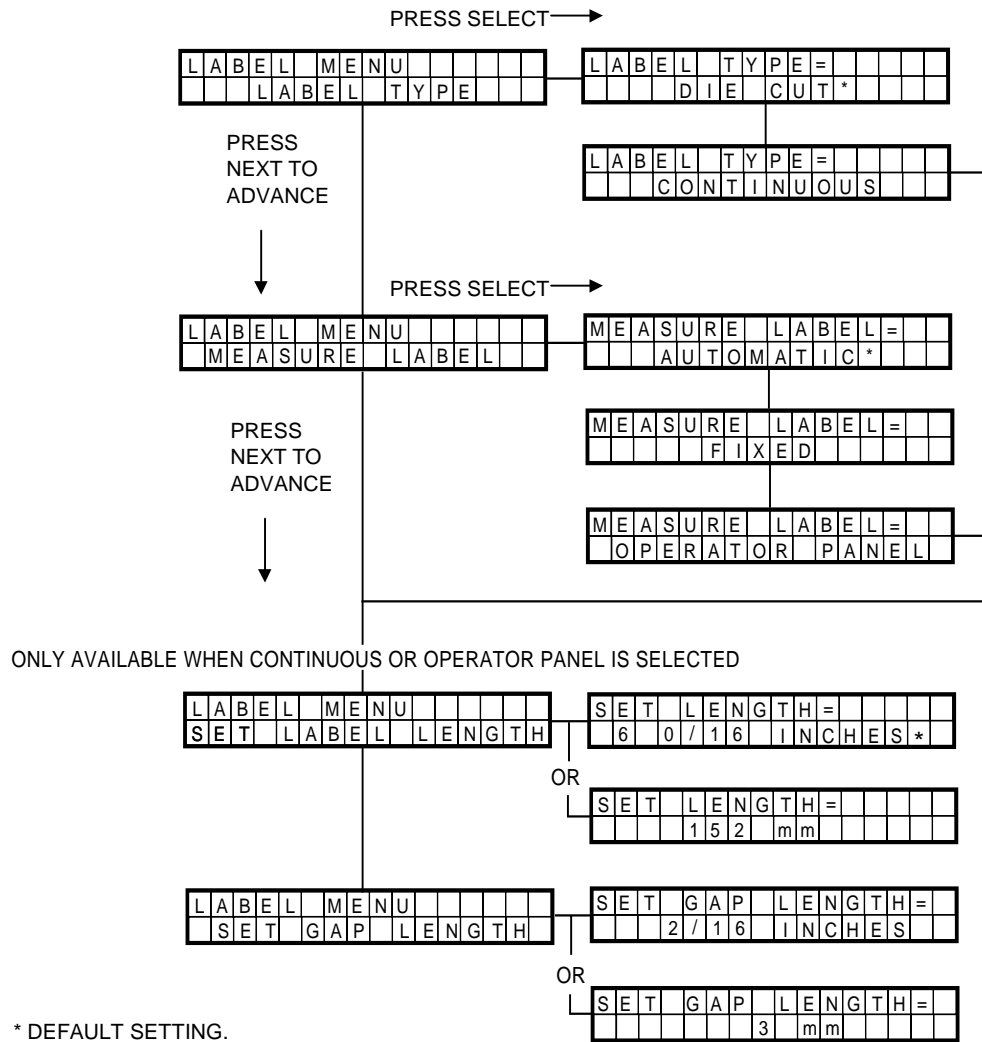 PRESS SELECT
LABEL MENU
LABEL TYPE
LABEL TYPE=
DIE CUT*
PRESS
NEXT TO
ADVANCE
LABEL TYPE=
CONTINUOUS
PRESS SELECT
LABEL MENU
MEASURE LABEL
MEASURE LABEL=
AUTOMATIC*
PRESS
NEXT TO
ADVANCE
MEASURE LABEL=
FIXED
MEASURE LABEL=
OPERATOR PANEL
ONLY AVAILABLE WHEN CONTINUOUS OR OPERATOR PANEL IS SELECTED
LABEL MENU
SET LABEL LENGTH
SET LENGTH=
6 0/16 INCHES*
OR
SET LENGTH=
152 mm
LABEL MENU
SET GAP LENGTH
SET GAP LENGTH=
2/16 INCHES
OR
SET GAP LENGTH=
3 mm
* DEFAULT SETTING.